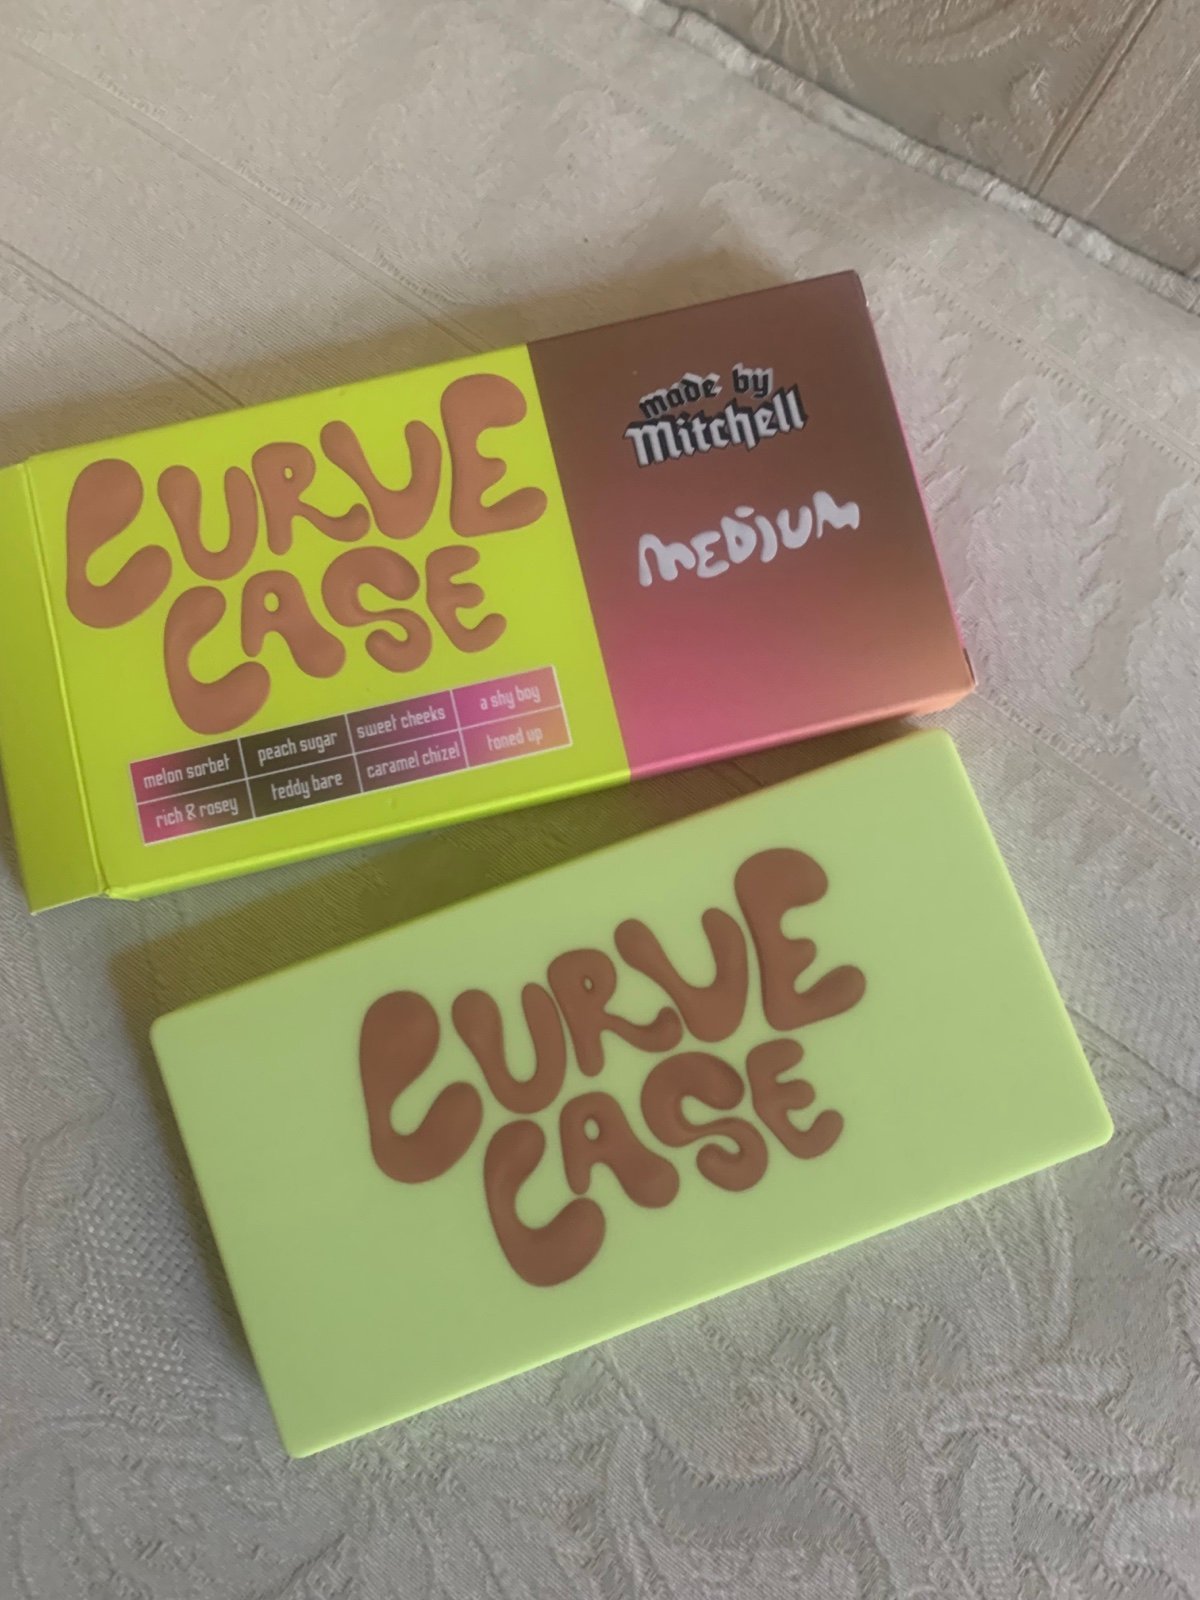 CURVE
CASE
melon sorbet peach sugar sweet cheeks a shy boy
rich & rosey teddy bare caramel chizel toned up
made by
Mitchell
MEDIUM
CURVE
CASE